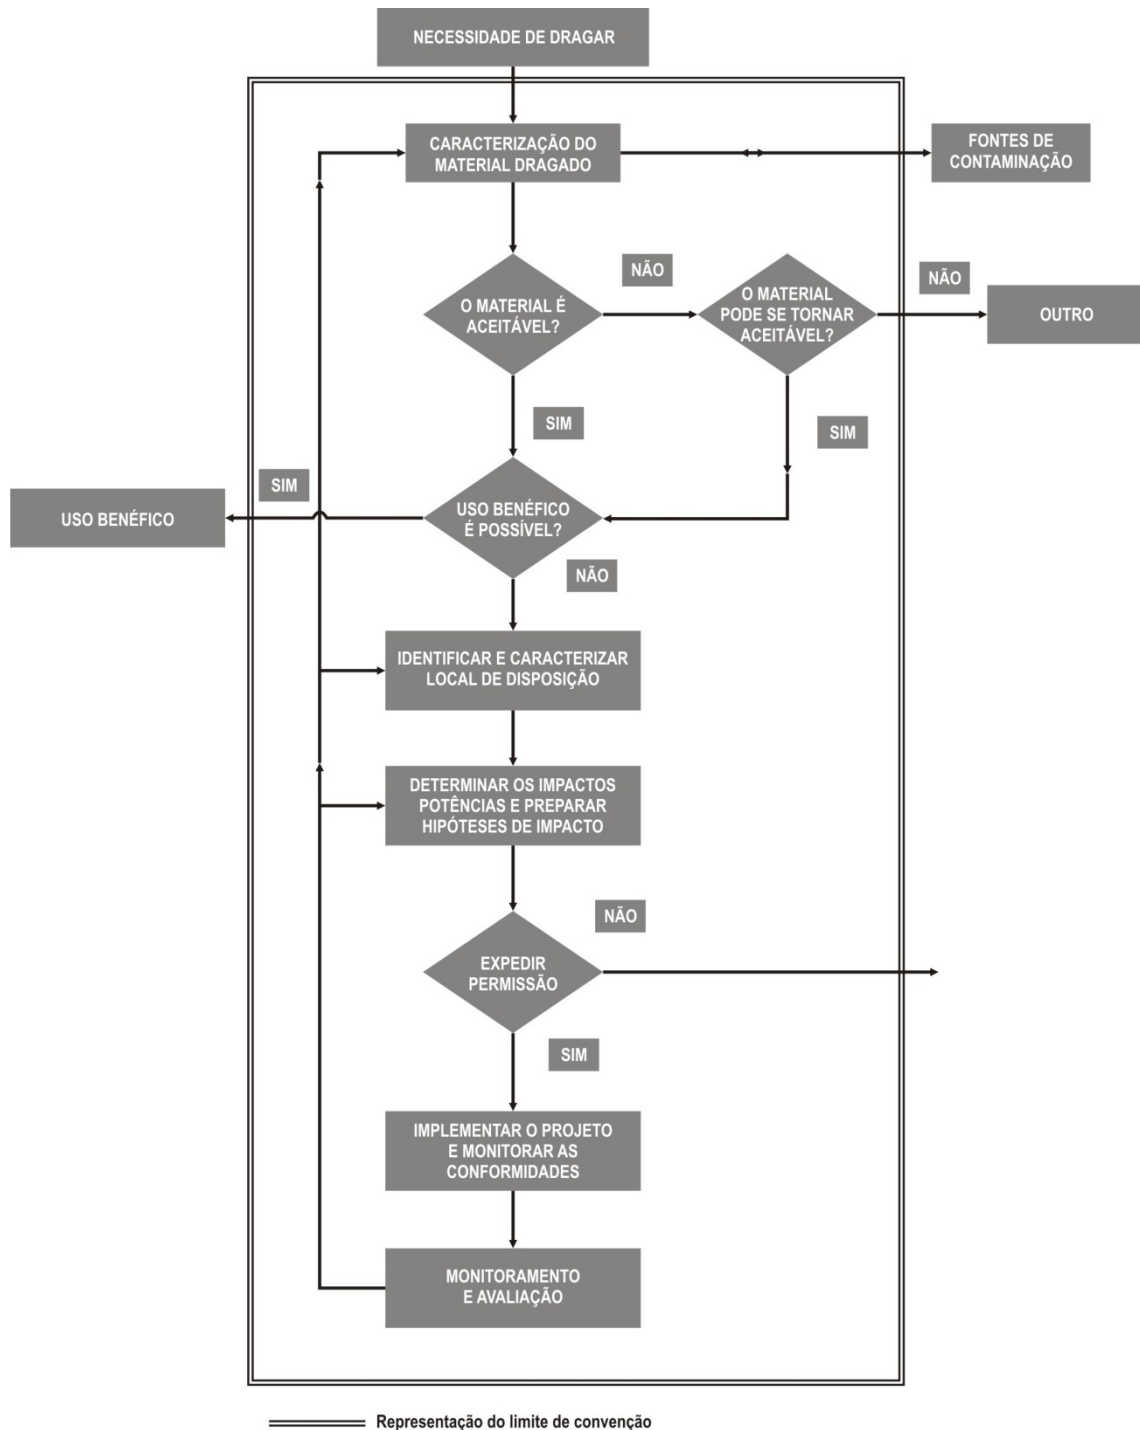 NECESSIDADE DE DRAGAR
CARACTERIZAÇÃO DO
MATERIAL DRAGADO
FONTES DE
CONTAMINAÇÃO
O MATERIAL É
ACEITÁVEL?
NÃO
O MATERIAL
PODE SE TORNAR
ACEITÁVEL?
NÃO
OUTRO
SIM
SIM
USO BENÉFICO
É POSSÍVEL?
SIM
USO BENÉFICO
NÃO
IDENTIFICAR E CARACTERIZAR
LOCAL DE DISPOSIÇÃO
DETERMINAR OS IMPACTOS
POTÊNCIAS E PREPARAR
HIPÓTESES DE IMPACTO
NÃO
EXPEDIR
PERMISSÃO
SIM
IMPLEMENTAR O PROJETO
E MONITORAR AS
CONFORMIDADES
MONITORAMENTO
E AVALIAÇÃO
Representação do limite de convenção